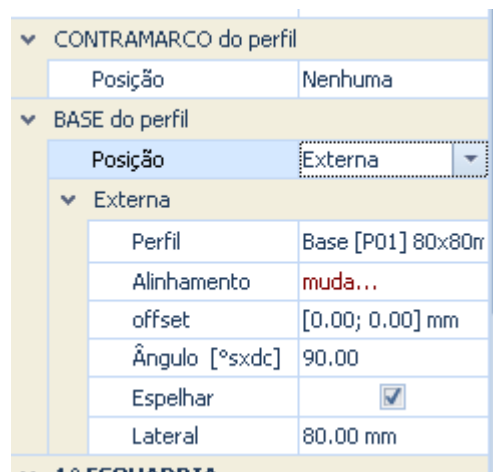 CONTRAMARCO do perfil
Posição Nenhuma
BASE do perfil
Posição Externa
Externa
Perfil Base [P01] 80x80m
Alinhamento muda...
offset [0.00; 0.00] mm
Ângulo [°sxdc] 90.00
Espelhar
Lateral 80.00 mm